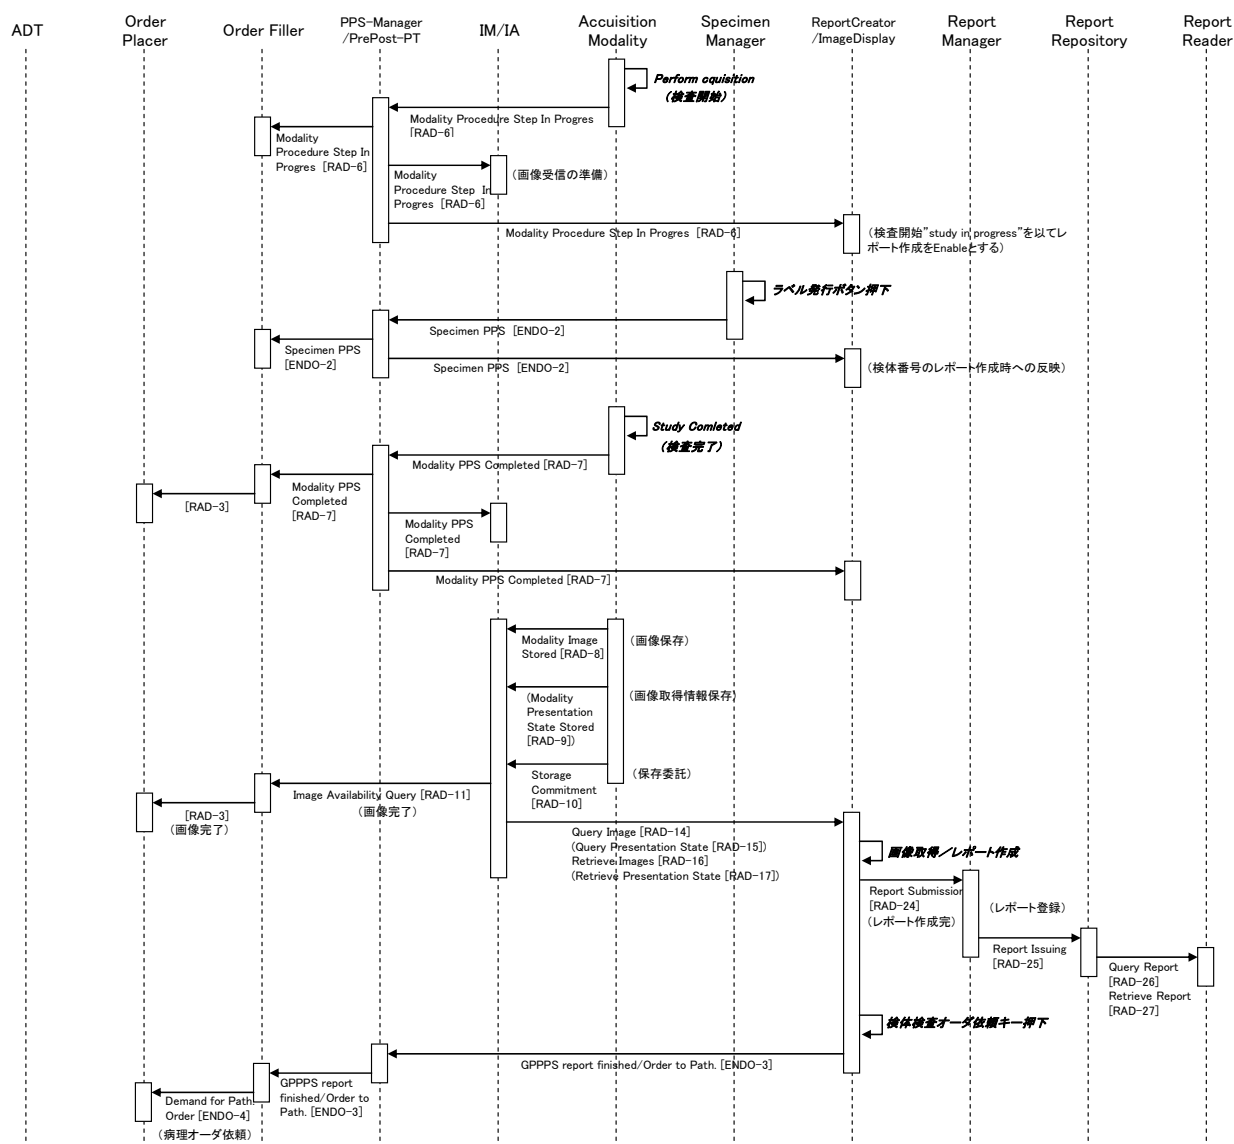 ADT
Order
Placer
Order Filler
PPS-Manager
/PrePost-PT
IM/IA
Accuisition
Modality
Specimen
Manager
ReportCreator
/ImageDisplay
Report
Manager
Report
Repository
Report
Reader
Perform cquisition
（検査開始）
Modality Procedure Step In Progres
[RAD-6]
Modality
Procedure Step In
Progres [RAD-6]
Modality
Procedure Step In
Progres [RAD-6]
（画像受信の準備）
Modality Procedure Step In Progres [RAD-6]
（検査開始”study in progress”を以てレ
ポート作成をEnableとする）
ラベル発行ボタン押下
Specimen PPS [ENDO-2]
Specimen PPS
[ENDO-2]
Specimen PPS [ENDO-2]
（検体番号のレポート作成時への反映）
Study Comleted
（検査完了）
Modality PPS Completed [RAD-7]
Modality PPS
Completed
[RAD-7]
[RAD-3]
Modality PPS
Completed
[RAD-7]
Modality PPS Completed [RAD-7]
Modality Image
Stored [RAD-8]
（画像保存）
(Modality
Presentation
State Stored
[RAD-9])
（画像取得情報保存）
Storage
Commitment
[RAD-10]
（保存委託）
Image Availability Query [RAD-11]
（画像完了）
[RAD-3]
（画像完了）
Query Image [RAD-14]
(Query Presentation State [RAD-15])
Retrieve Images [RAD-16]
(Retrieve Presentation State [RAD-17])
画像取得／レポート作成
Report Submission
[RAD-24]
（レポート作成完）
（レポート登録）
Report Issuing
[RAD-25]
Query Report
[RAD-26]
Retrieve Report
[RAD-27]
検体検査オーダ依頼キー押下
GPPPS report finished/Order to Path. [ENDO-3]
GPPPS report
finished/Order to
Path. [ENDO-3]
Demand for Path.
Order [ENDO-4]
（病理オーダ依頼）